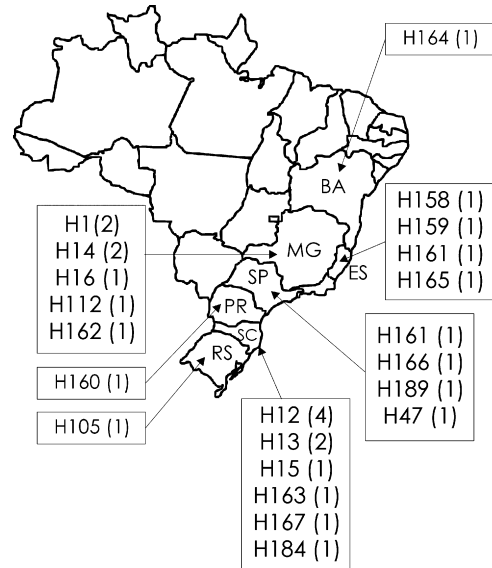 H164 (1)
BA
H158 (1)
H159 (1)
H161 (1)
H165 (1)
H1(2)
H14 (2)
H16 (1)
H112 (1)
H162 (1)
MG
ES
SP
PR
SC
RS
H161 (1)
H166 (1)
H189 (1)
H47 (1)
H160 (1)
H105 (1)
H12 (4)
H13 (2)
H15 (1)
H163 (1)
H167 (1)
H184 (1)